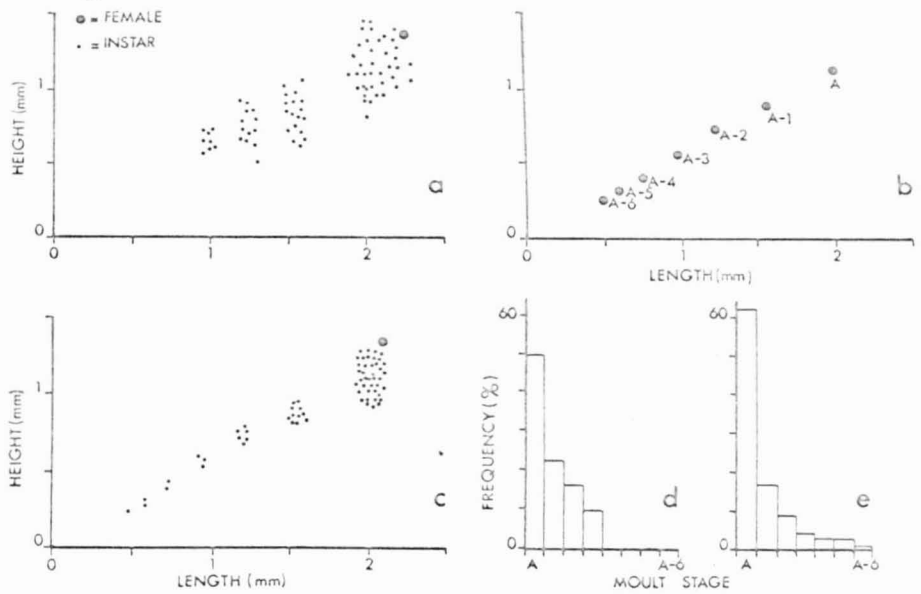 = FEMALE
= INSTAR
HEIGHT (mm)
1
0
0
1
2
a
1
0
A
A-1
A-2
A-3
A-4
A-5
A-6
b
0
1
2
LENGTH (mm)
HEIGHT (mm)
1
0
0
1
2
c
LENGTH (mm)
FREQUENCY (%)
60
0
A
A-6
d
60
0
A
A-6
e
MOULT STAGE